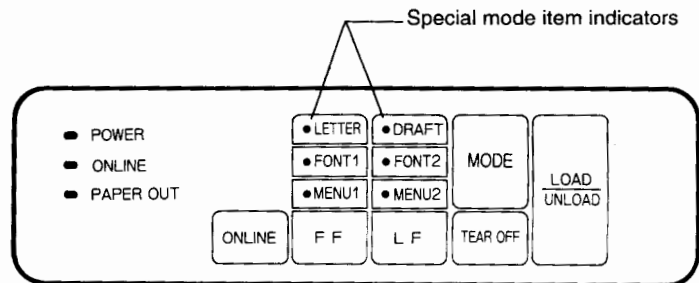 Special mode item indicators
POWER
ONLINE
PAPER OUT
LETTER
DRAFT
FONT1
FONT2
MENU1
MENU2
MODE
LOAD
UNLOAD
ONLINE
F F
L F
TEAR OFF